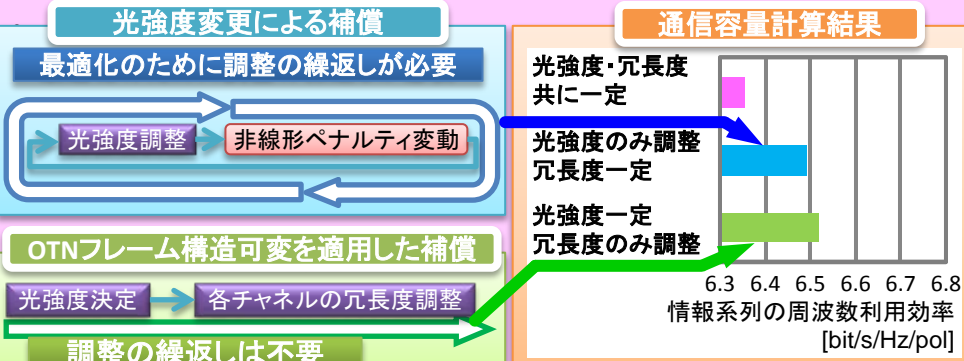 光強度変更による補償
最適化のために調整の繰返しが必要
光強度調整
非線形ペナルティ変動
OTNフレーム構造可変を適用した補償
光強度決定
各チャネルの冗長度調整
調整の繰返しは不要
通信容量計算結果
光強度・冗長度
共に一定
光強度のみ調整
冗長度一定
光強度一定
冗長度のみ調整
6.3 6.4 6.5 6.6 6.7 6.8
情報系列の周波数利用効率
[bit/s/Hz/pol]